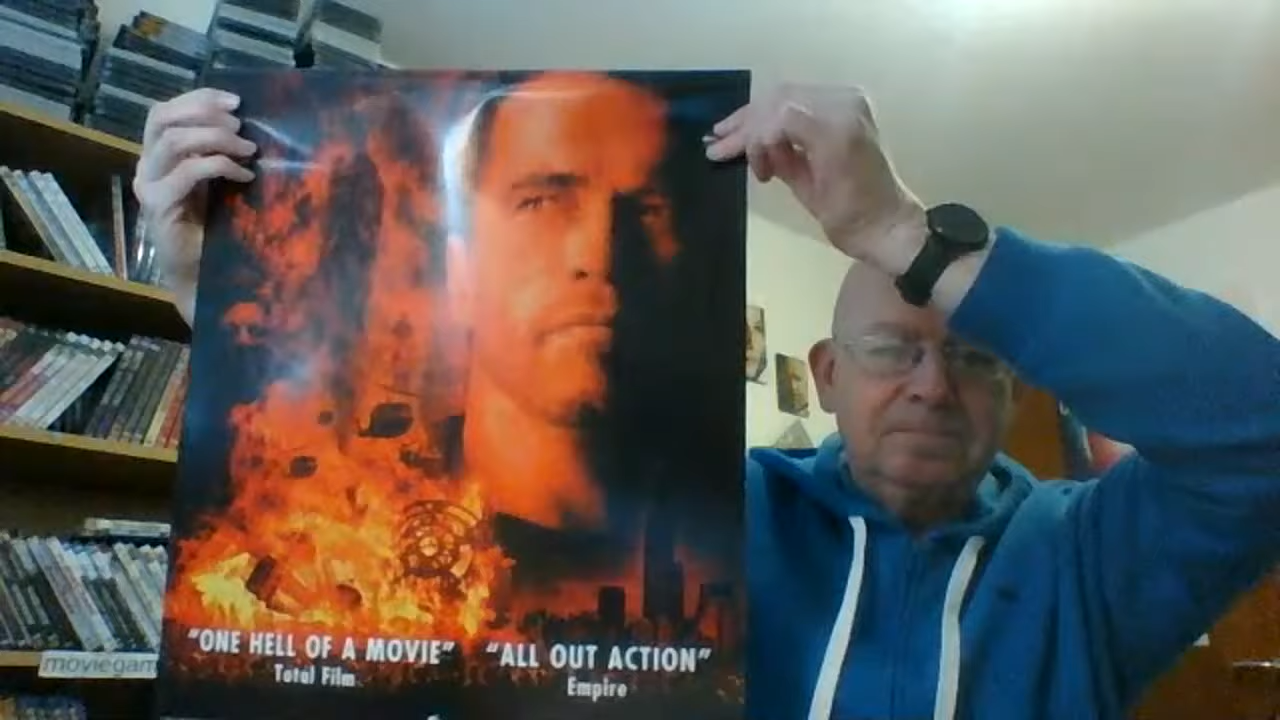 "ONE HELL OF A MOVIE"
Total Film
"ALL OUT ACTION"
Empire
moviegam